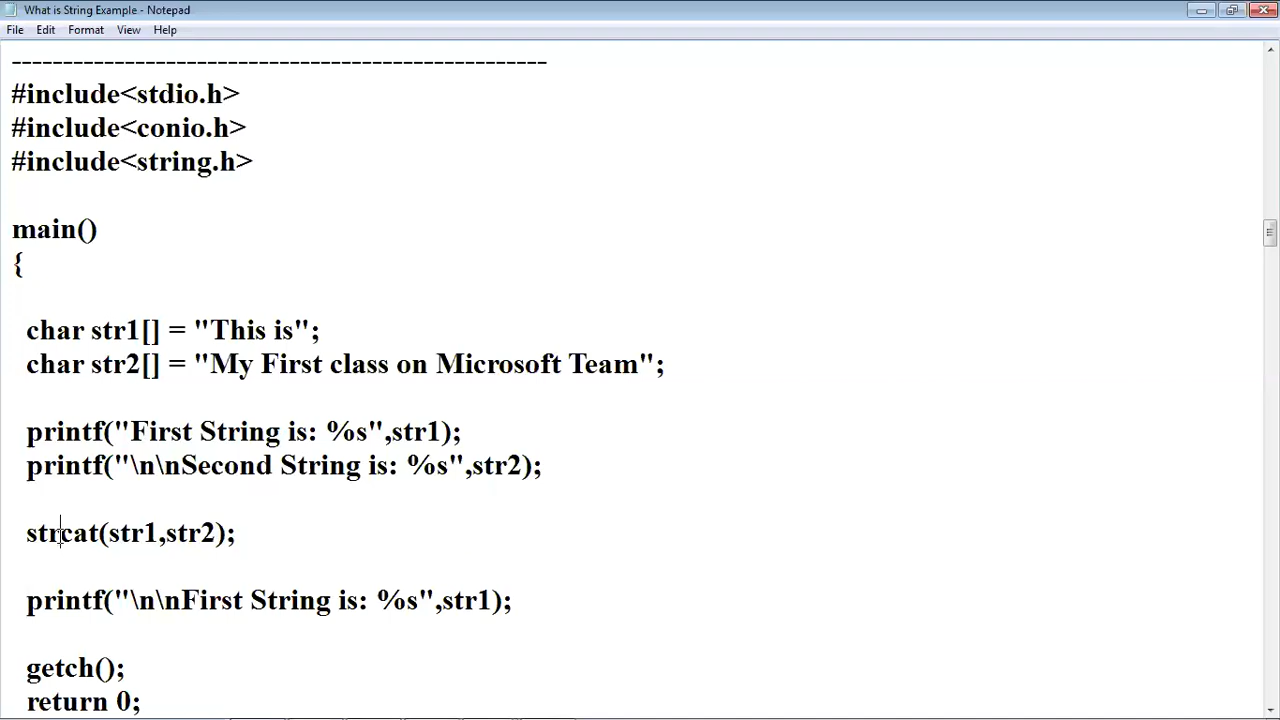 What is String Example - Notepad
File Edit Format View Help
----------------------------------------------------
#include<stdio.h>
#include<conio.h>
#include<string.h>
main()
{
char str1[] = "This is";
char str2[] = "My First class on Microsoft Team";
printf("First String is: %s",str1);
printf("\n\nSecond String is: %s",str2);
strcat(str1,str2);
printf("\n\nFirst String is: %s",str1);
getch();
return 0;